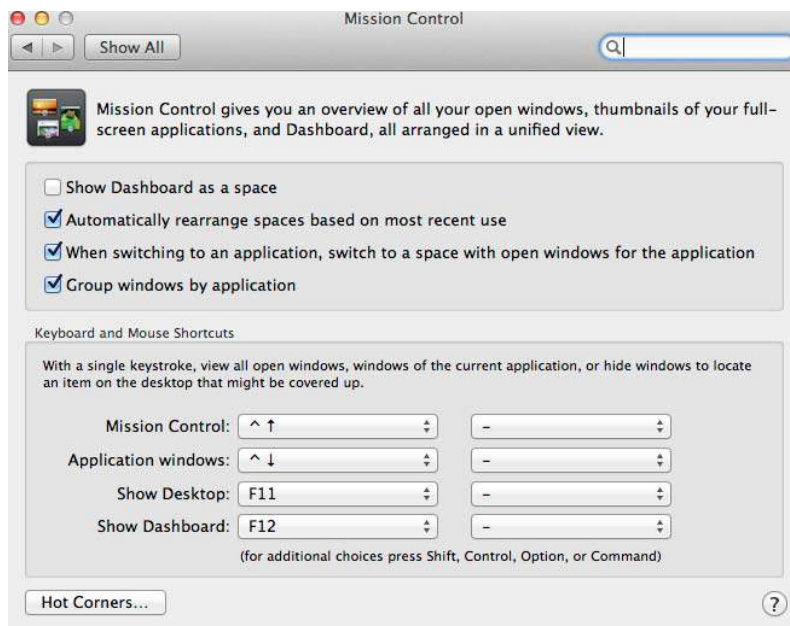 Mission Control
Show All
Mission Control gives you an overview of all your open windows, thumbnails of your full-
screen applications, and Dashboard, all arranged in a unified view.
Show Dashboard as a space
Automatically rearrange spaces based on most recent use
When switching to an application, switch to a space with open windows for the application
Group windows by application
Keyboard and Mouse Shortcuts
With a single keystroke, view all open windows, windows of the current application, or hide windows to locate
an item on the desktop that might be covered up.
Mission Control: ^ ↑ –
Application windows: ^ ↓ –
Show Desktop: F11 –
Show Dashboard: F12 –
(for additional choices press Shift, Control, Option, or Command)
Hot Corners... ?